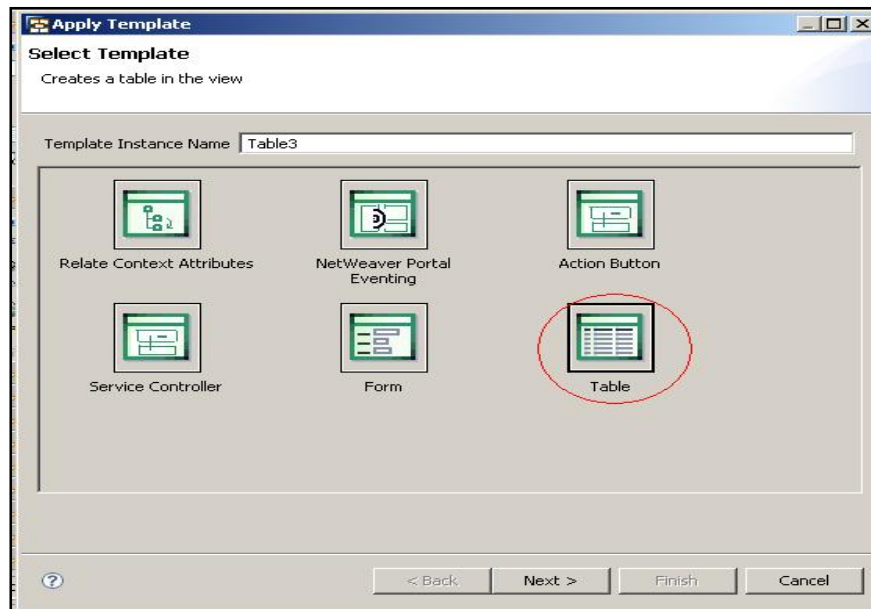 Apply Template
Select Template
Creates a table in the view
Template Instance Name Table3
Relate Context Attributes
NetWeaver Portal Eventing
Action Button
Service Controller
Form
Table
< Back
Next >
Finish
Cancel